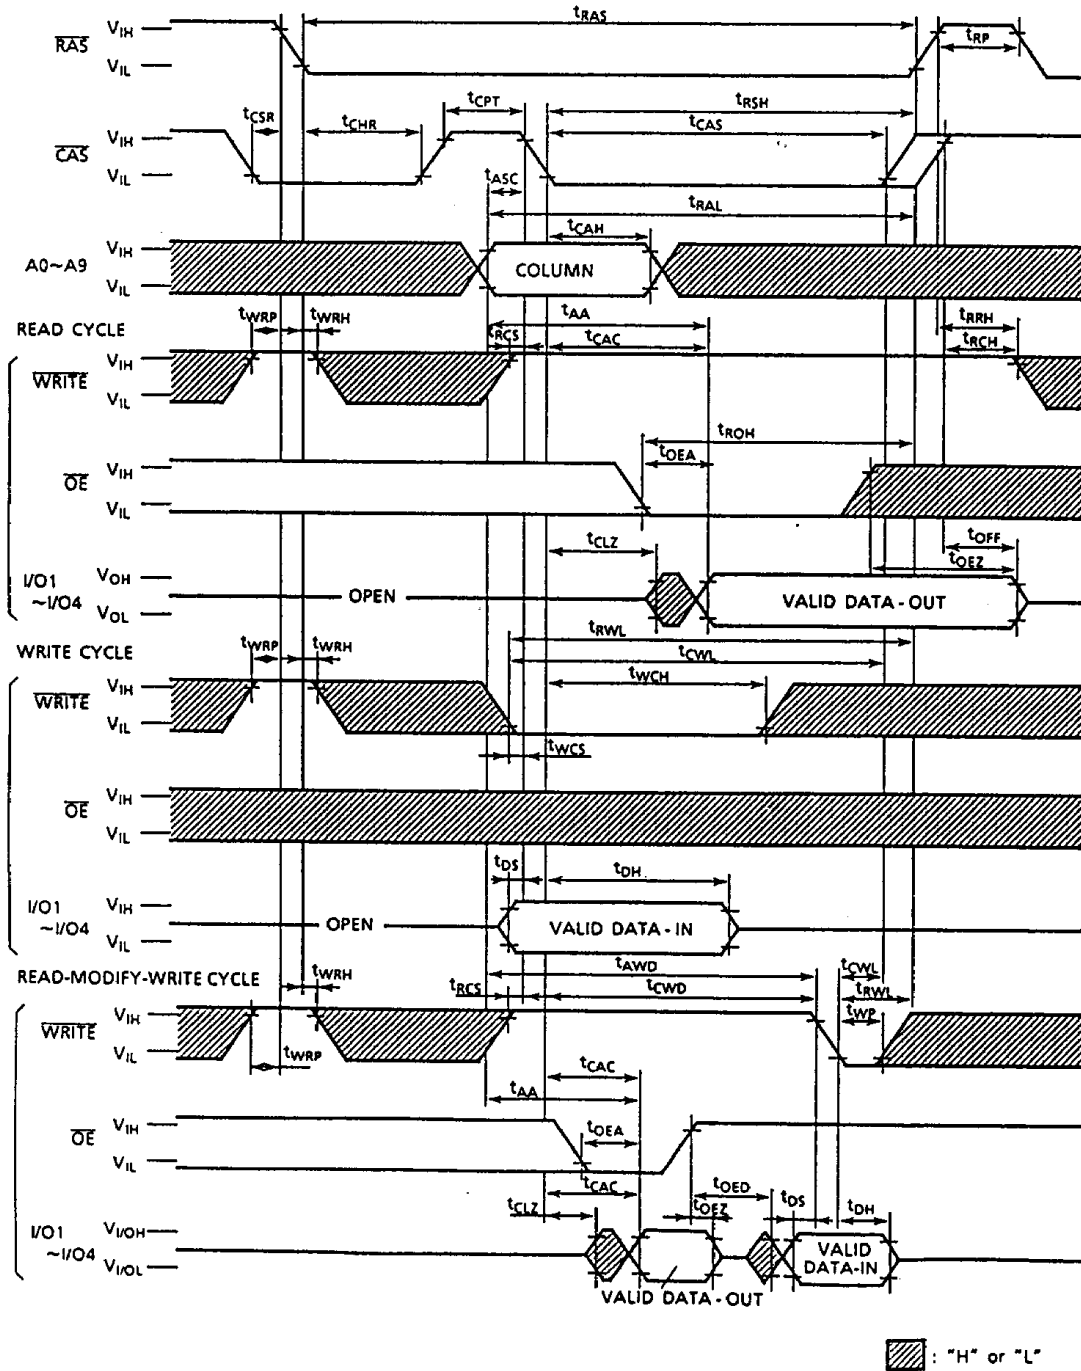 tRAS
RAS VIH
VIL
tRP
tCSR tCHR tCPT tRSH
tCAS
CAS VIH
VIL
tASC
tRAL
tCAH
A0~A9 VIH
VIL
COLUMN
READ CYCLE
tWRP tWRH tAA tRRH
tRCS tCAC tRCH
WRITE VIH
VIL
tROH
tOEA
OE VIH
VIL
tCLZ tOFF
tOEZ
I/O1 ~I/O4 VOH
VOL
OPEN VALID DATA-OUT
tRWL
WRITE CYCLE
tWRP tWRH tCWL
tWCH
WRITE VIH
VIL
tWCS
OE VIH
VIL
tDS tDH
I/O1 ~I/O4 VIH
VIL
OPEN VALID DATA-IN
READ-MODIFY-WRITE CYCLE
tWRH tAWD tCWL
tRCS tCWD tRWL
tWP
WRITE VIH
VIL
tWRP
tCAC
tAA
OE VIH
VIL
tOEA
tCAC tOED
tCLZ tOEZ tDS tDH
I/O1 ~I/O4 VI/OH
VI/OL
VALID DATA-IN
VALID DATA-OUT
: "H" or "L"